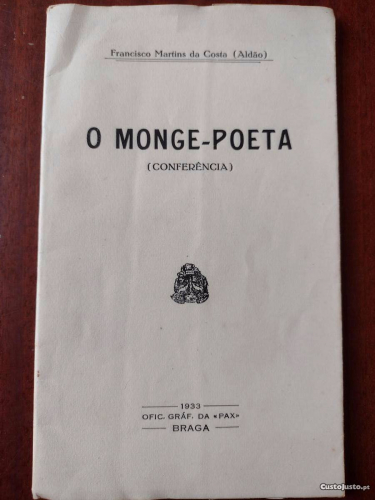 Francisco Martins da Costa (Aldão)
O MONGE-POETA
(CONFERÊNCIA)
1933
OFIC. GRÁF. DA «PAX»
BRAGA
CustoJusto.pt